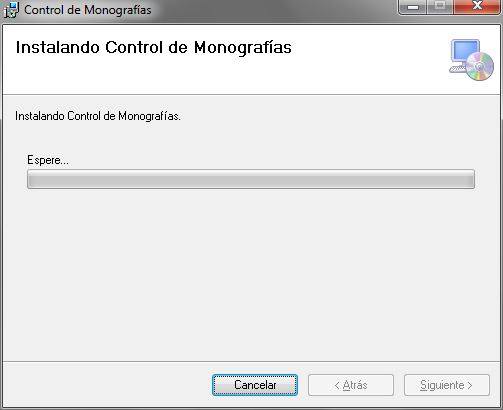 Control de Monografías
Instalando Control de Monografías
Instalando Control de Monografías.
Espere...
Cancelar
< Atrás
Siguiente >